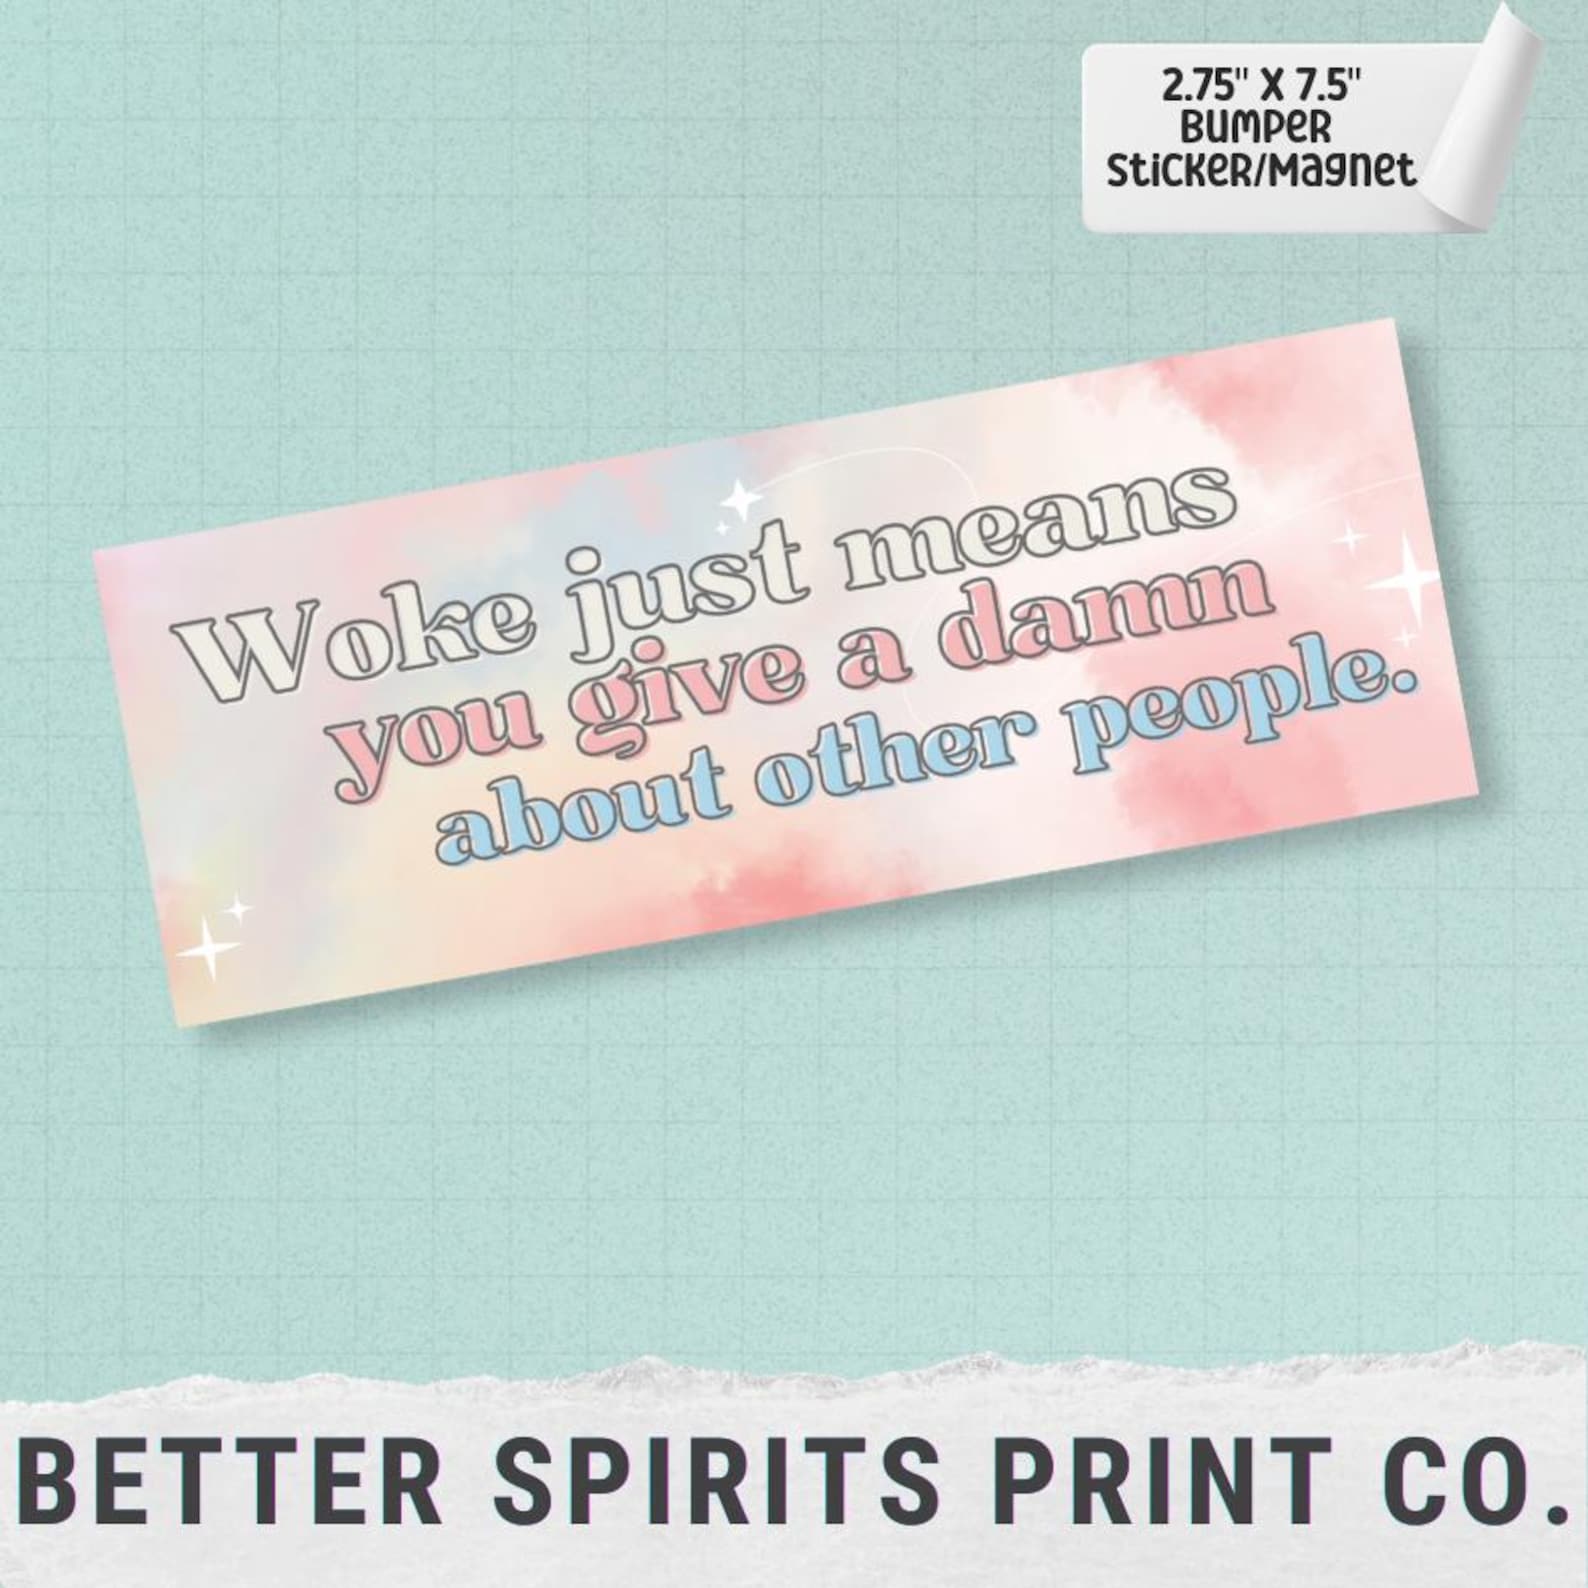 2.75" X 7.5"
BUMPER
STICKER/MAGNET
Woke just means
you give a damn
about other people.
BETTER SPIRITS PRINT CO.